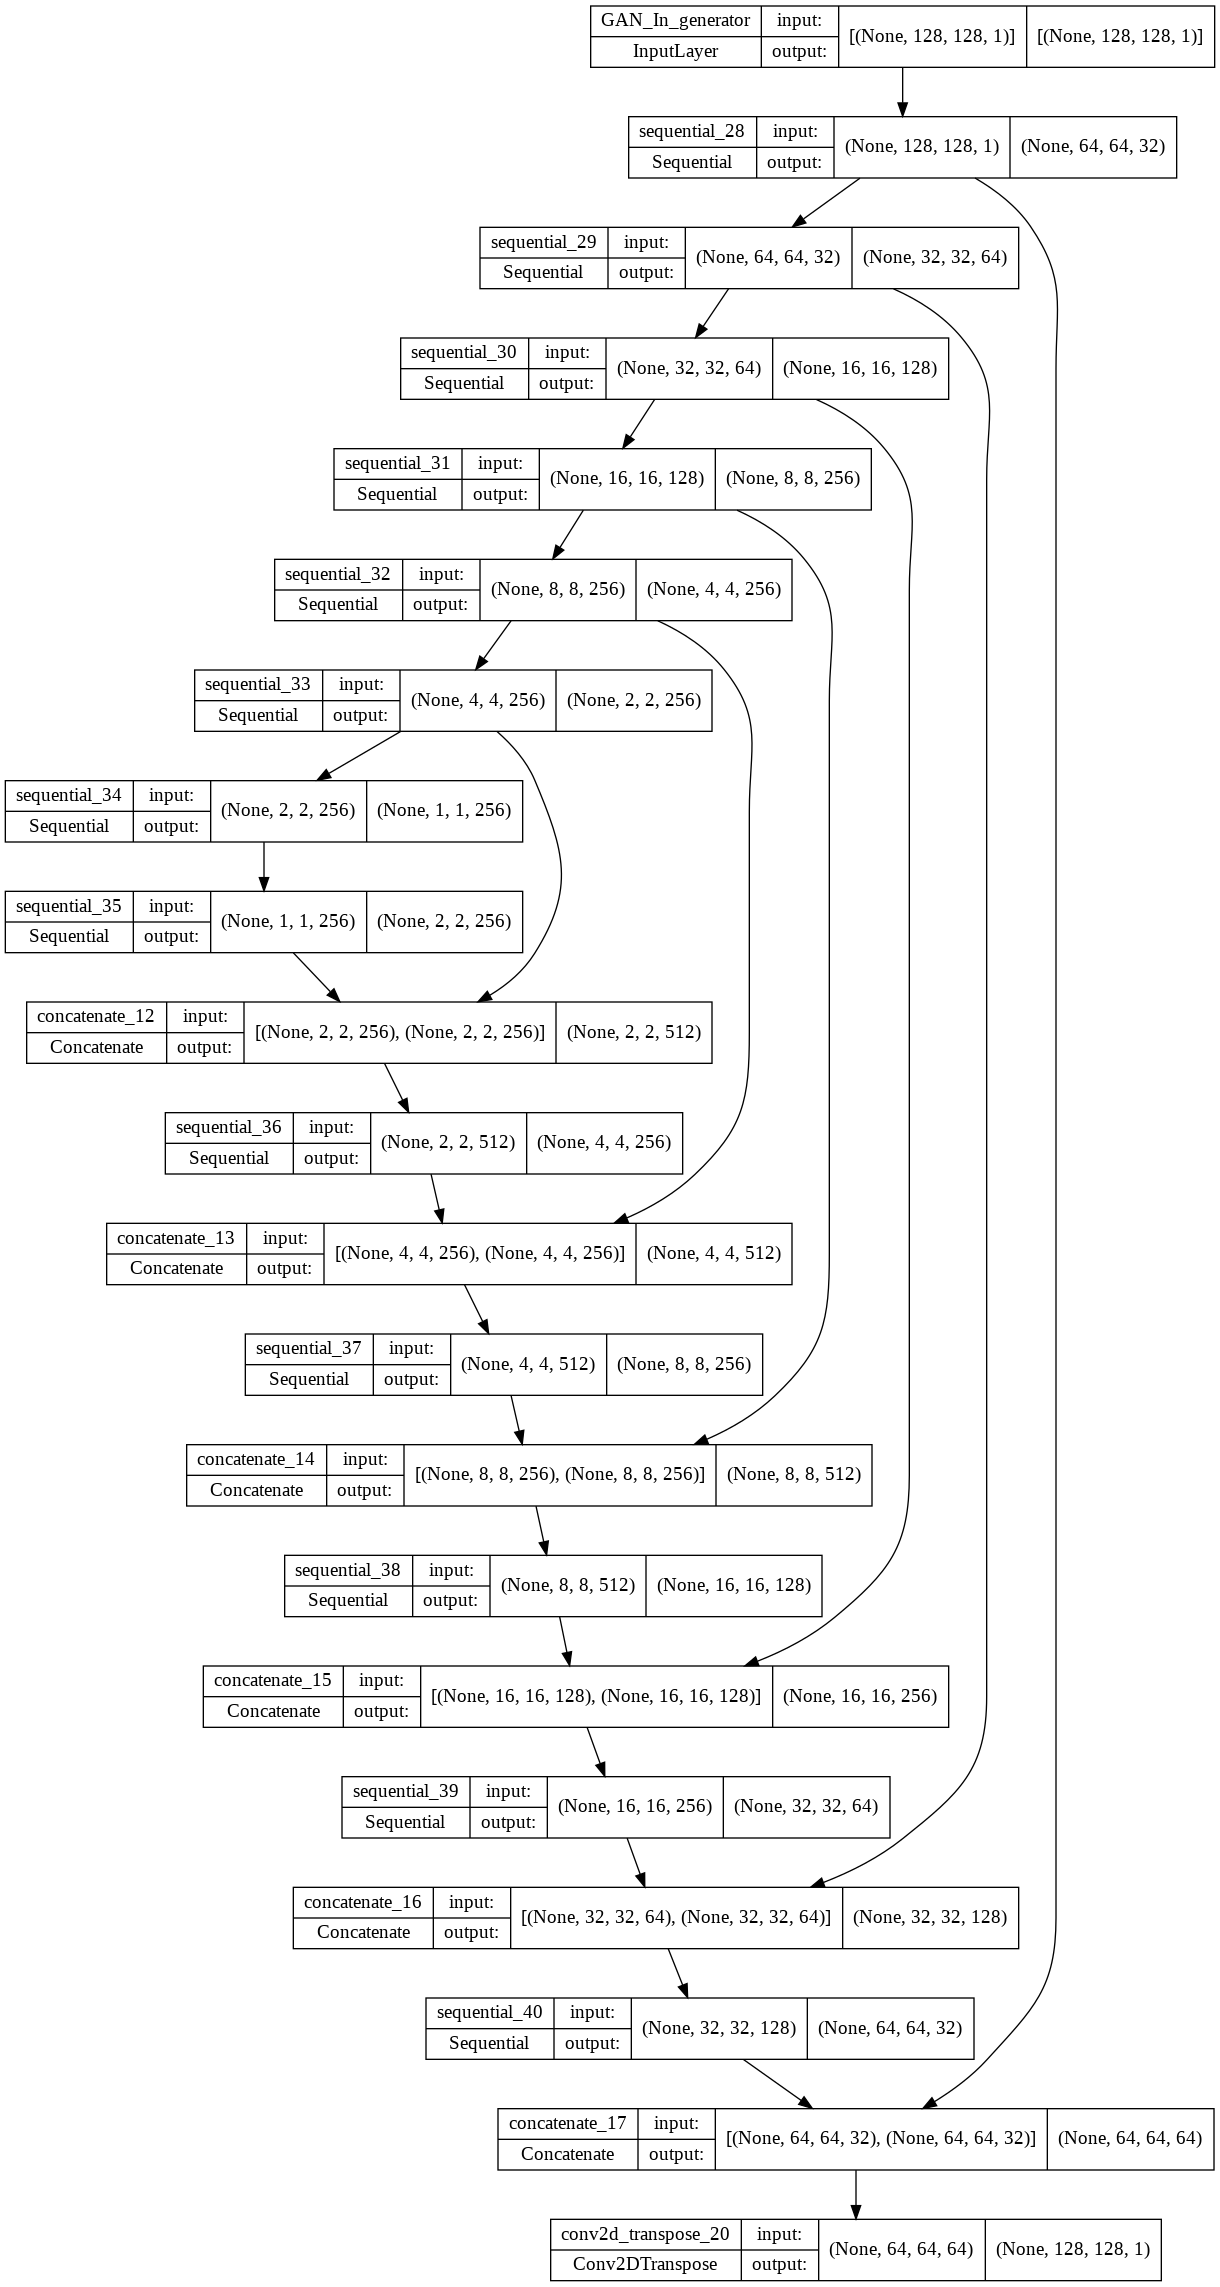 GAN_In_generator input: [(None, 128, 128, 1)] [(None, 128, 128, 1)]
InputLayer output:
sequential_28 input: (None, 128, 128, 1) (None, 64, 64, 32)
Sequential output:
sequential_29 input: (None, 64, 64, 32) (None, 32, 32, 64)
Sequential output:
sequential_30 input: (None, 32, 32, 64) (None, 16, 16, 128)
Sequential output:
sequential_31 input: (None, 16, 16, 128) (None, 8, 8, 256)
Sequential output:
sequential_32 input: (None, 8, 8, 256) (None, 4, 4, 256)
Sequential output:
sequential_33 input: (None, 4, 4, 256) (None, 2, 2, 256)
Sequential output:
sequential_34 input: (None, 2, 2, 256) (None, 1, 1, 256)
Sequential output:
sequential_35 input: (None, 1, 1, 256) (None, 2, 2, 256)
Sequential output:
concatenate_12 input: [(None, 2, 2, 256), (None, 2, 2, 256)] (None, 2, 2, 512)
Concatenate output:
sequential_36 input: (None, 2, 2, 512) (None, 4, 4, 256)
Sequential output:
concatenate_13 input: [(None, 4, 4, 256), (None, 4, 4, 256)] (None, 4, 4, 512)
Concatenate output:
sequential_37 input: (None, 4, 4, 512) (None, 8, 8, 256)
Sequential output:
concatenate_14 input: [(None, 8, 8, 256), (None, 8, 8, 256)] (None, 8, 8, 512)
Concatenate output:
sequential_38 input: (None, 8, 8, 512) (None, 16, 16, 128)
Sequential output:
concatenate_15 input: [(None, 16, 16, 128), (None, 16, 16, 128)] (None, 16, 16, 256)
Concatenate output:
sequential_39 input: (None, 16, 16, 256) (None, 32, 32, 64)
Sequential output:
concatenate_16 input: [(None, 32, 32, 64), (None, 32, 32, 64)] (None, 32, 32, 128)
Concatenate output:
sequential_40 input: (None, 32, 32, 128) (None, 64, 64, 32)
Sequential output:
concatenate_17 input: [(None, 64, 64, 32), (None, 64, 64, 32)] (None, 64, 64, 64)
Concatenate output:
conv2d_transpose_20 input: (None, 64, 64, 64) (None, 128, 128, 1)
Conv2DTranspose output: